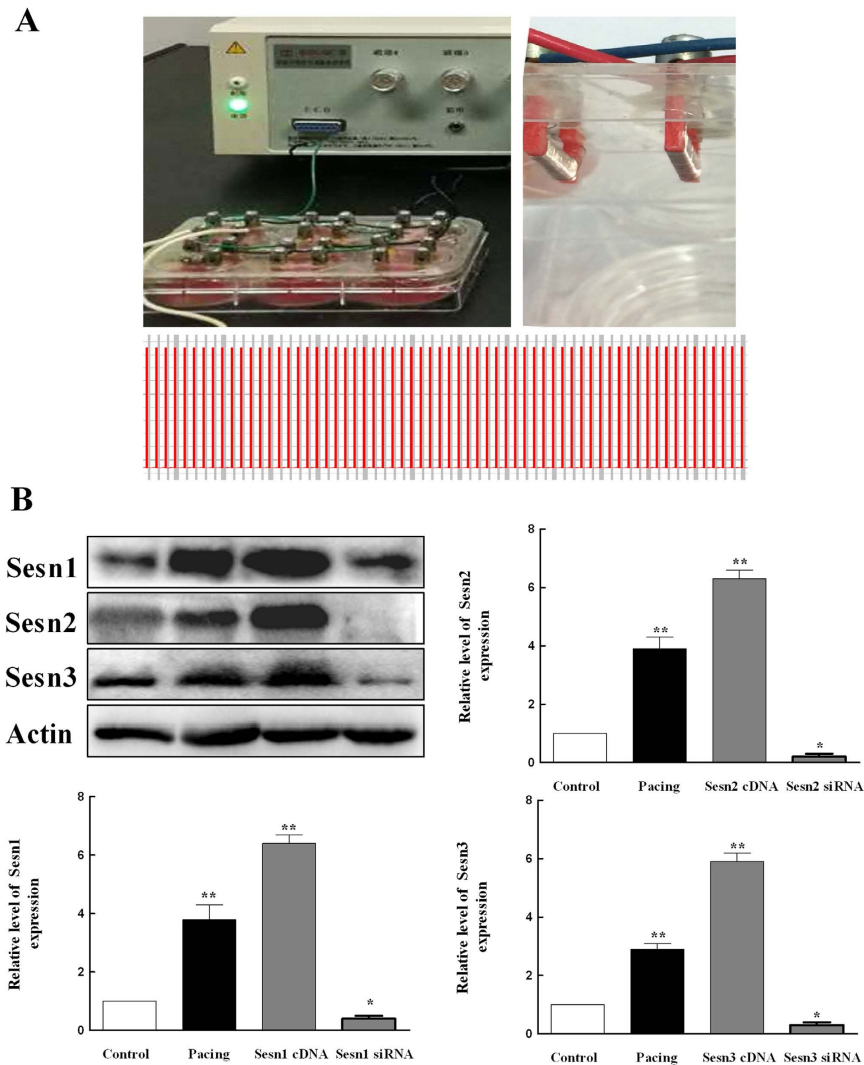 A
B
Sesn1
Sesn2
Sesn3
Actin
Relative level of Sesn2
expression
8
6
4
2
0
**
**
*
Control Pacing Sesn2 cDNA Sesn2 siRNA
Relative level of Sesn1
expression
8
6
4
2
0
**
**
*
Control Pacing Sesn1 cDNA Sesn1 siRNA
Relative level of Sesn3
expression
8
6
4
2
0
**
**
*
Control Pacing Sesn3 cDNA Sesn3 siRNA